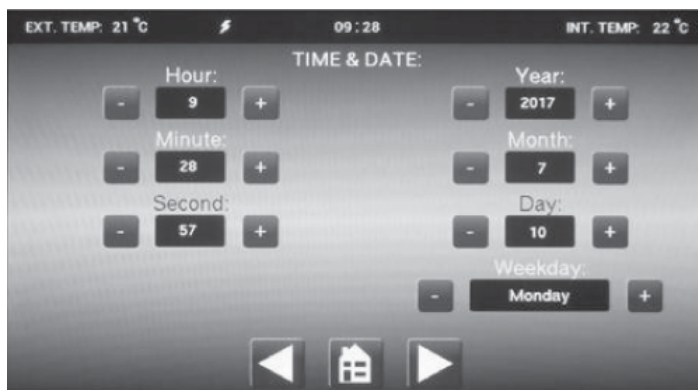 EXT. TEMP: 21 °C 09:28 INT. TEMP: 22 °C
TIME & DATE:
Hour:
- 9 +
Minute:
- 28 +
Second:
- 57 +
Year:
- 2017 +
Month:
- 7 +
Day:
- 10 +
Weekday:
- Monday +